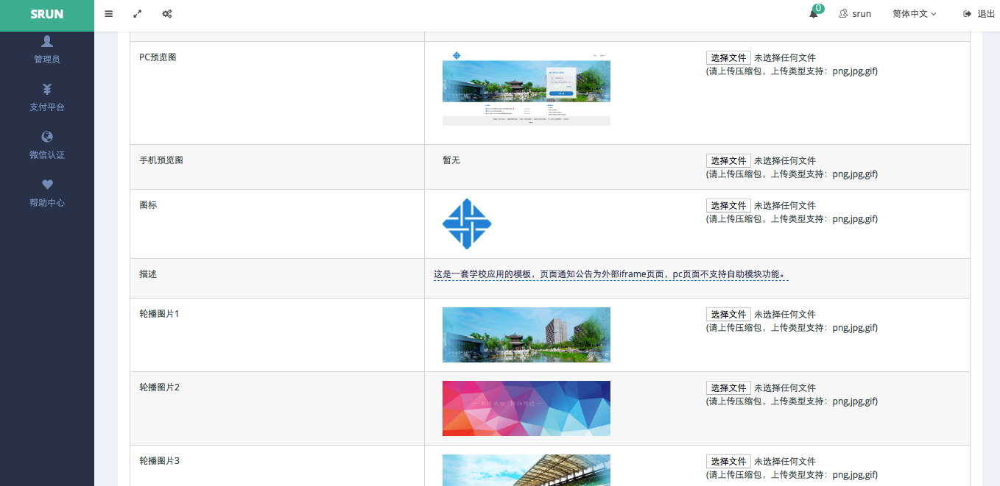 SRUN
0
srun
简体中文
退出
管理员
支付平台
微信认证
帮助中心
PC预览图
选择文件 未选择任何文件
(请上传压缩包，上传类型支持：png,jpg,gif)
手机预览图
暂无
选择文件 未选择任何文件
(请上传压缩包，上传类型支持：png,jpg,gif)
图标
选择文件 未选择任何文件
(请上传压缩包，上传类型支持：png,jpg,gif)
描述
这是一套学校应用的模板，页面通知公告为外部iframe页面，pc页面不支持自助模块功能。
轮播图片1
选择文件 未选择任何文件
(请上传压缩包，上传类型支持：png,jpg,gif)
轮播图片2
选择文件 未选择任何文件
(请上传压缩包，上传类型支持：png,jpg,gif)
轮播图片3
选择文件 未选择任何文件
(请上传压缩包，上传类型支持：png,jpg,gif)